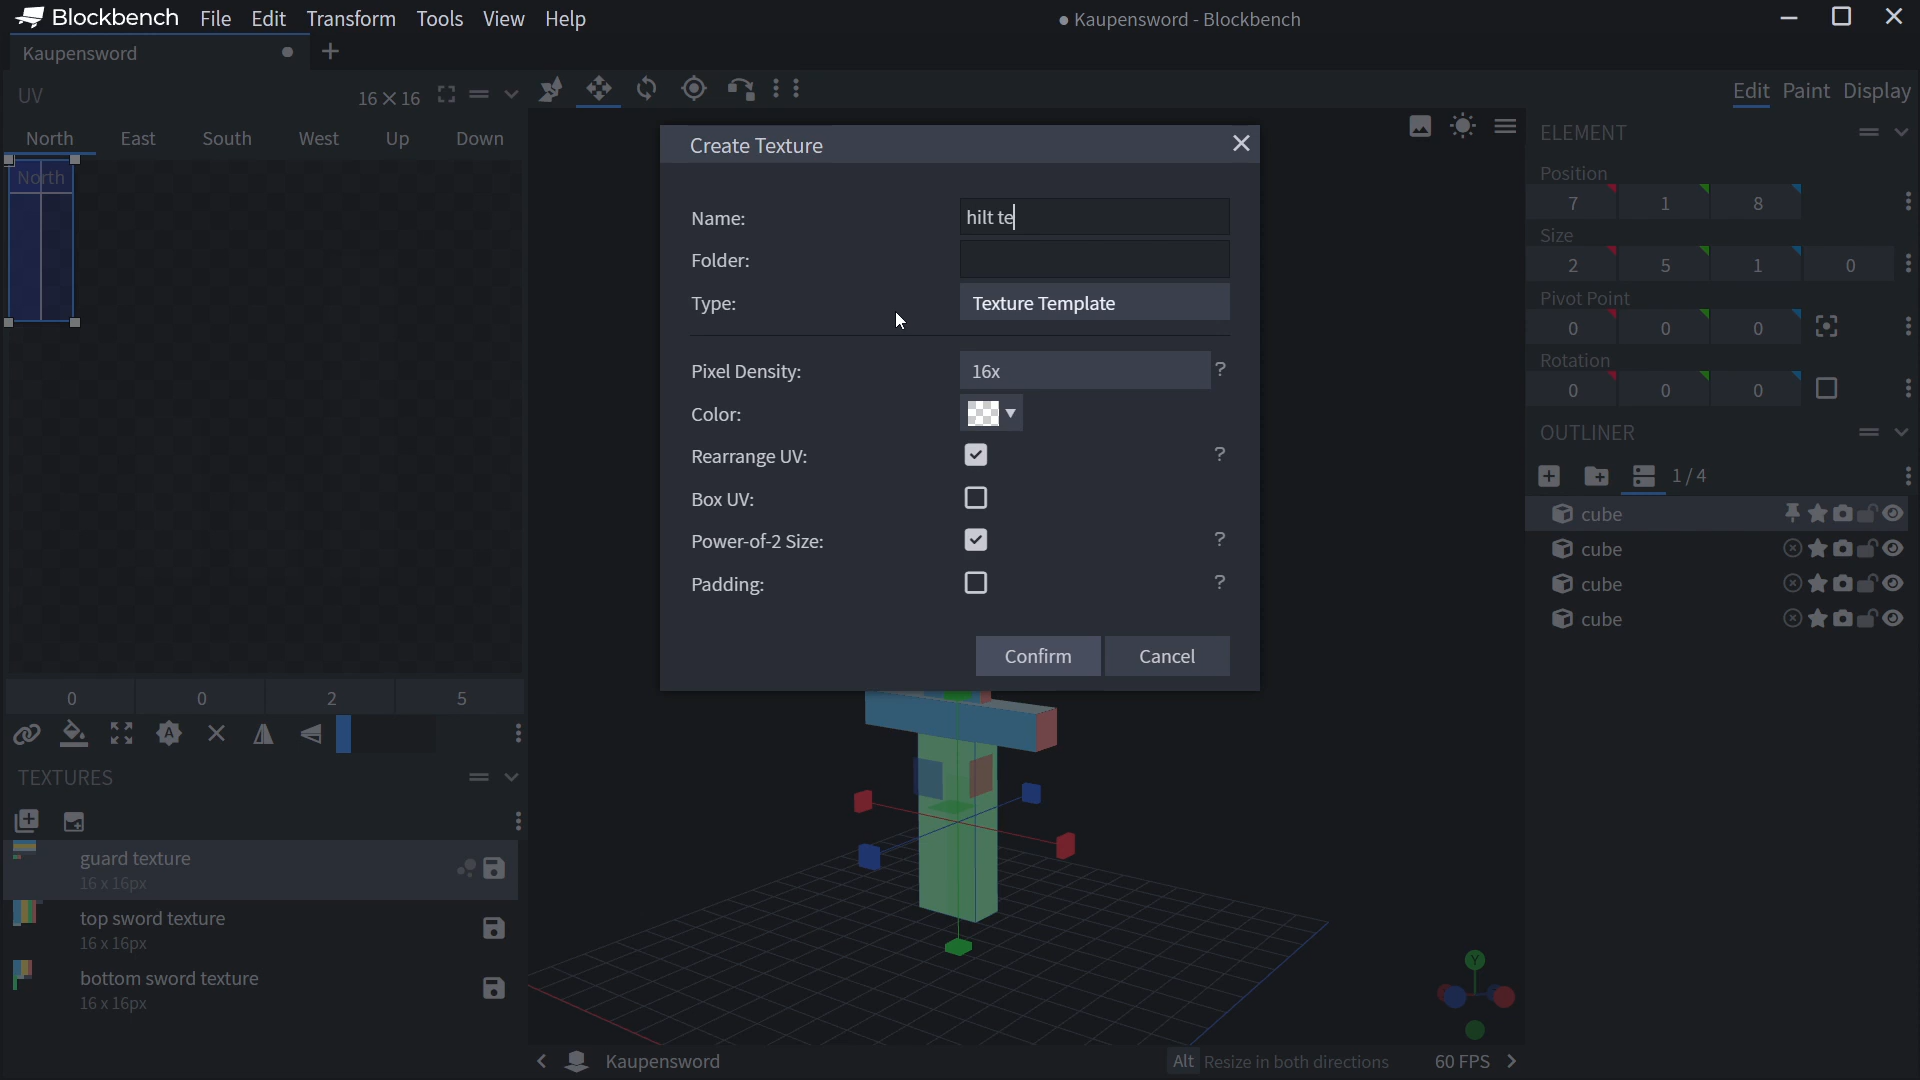 Blockbench File Edit Transform Tools View Help
● Kaupensword - Blockbench
Kaupensword
UV
16×16
Edit Paint Display
North East South West Up Down
North
0 0 2 5
TEXTURES
guard texture
16 x 16px
top sword texture
16 x 16px
bottom sword texture
16 x 16px
Create Texture
Name: hilt te
Folder:
Type: Texture Template
Pixel Density: 16x ?
Color:
Rearrange UV: ?
Box UV:
Power-of-2 Size: ?
Padding: ?
Confirm Cancel
ELEMENT
Position
7 1 8
Size
2 5 1 0
Pivot Point
0 0 0
Rotation
0 0 0
OUTLINER
1 / 4
cube
cube
cube
cube
Y
Kaupensword
Alt Resize in both directions
60 FPS